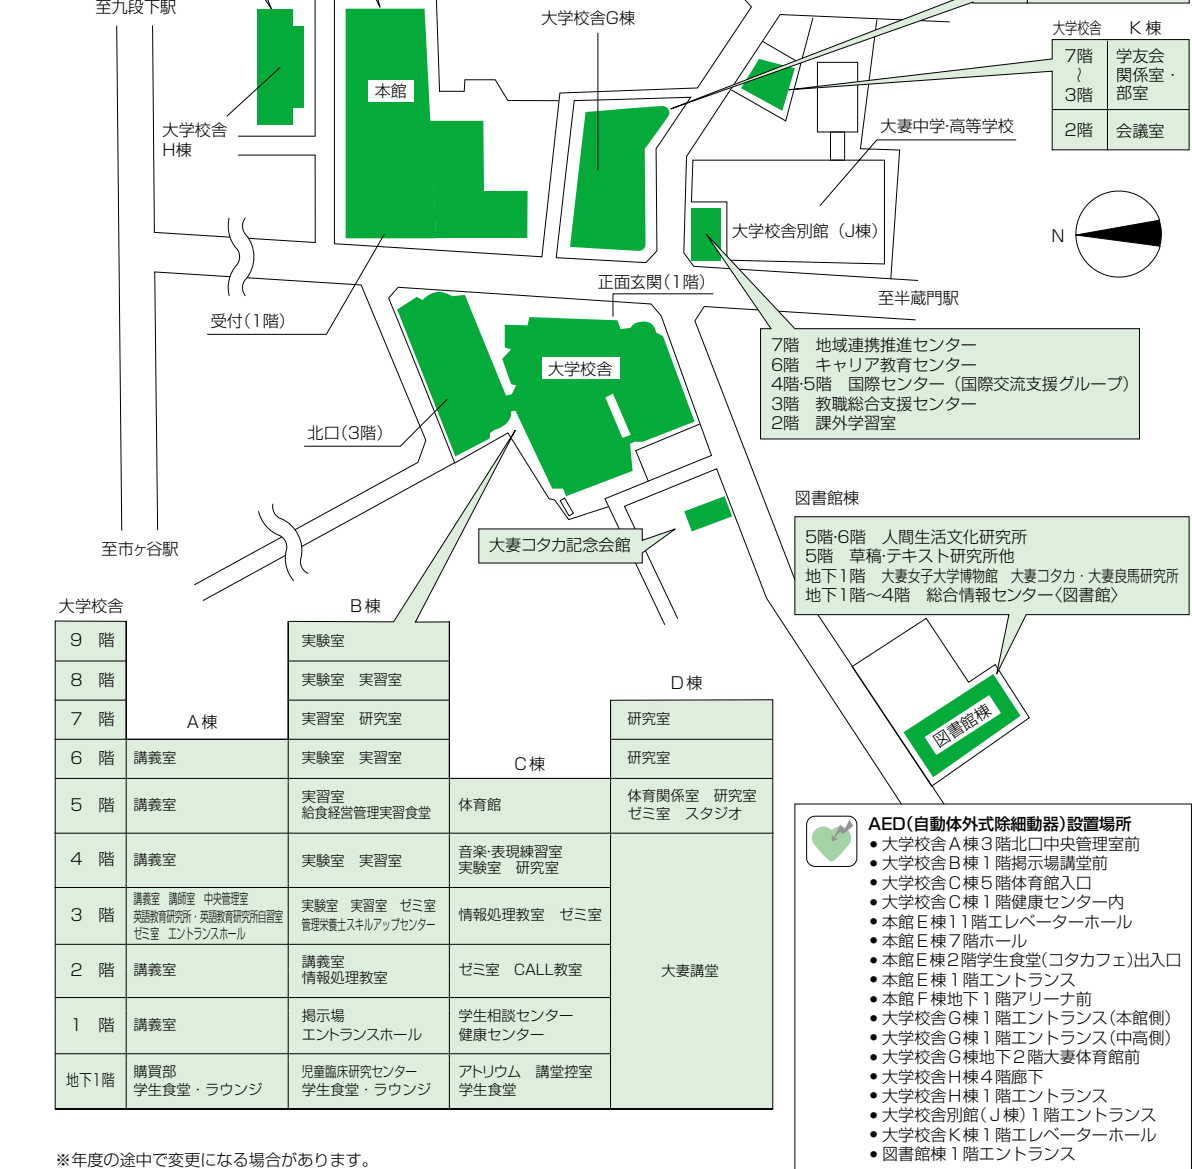 至九段下駅
大学校舎G棟
大学校舎　K棟
7階
〜
3階
学友会
関係室・
部室
2階
会議室
本館
大学校舎
H棟
大妻中学・高等学校
大学校舎別館（J棟）
N
正面玄関（1階）
至半蔵門駅
受付（1階）
7階　地域連携推進センター
6階　キャリア教育センター
4階・5階　国際センター（国際交流支援グループ）
3階　教職総合支援センター
2階　課外学習室
大学校舎
北口（3階）
図書館棟
5階・6階　人間生活文化研究所
5階　草稿・テキスト研究所他
地下1階　大妻女子大学博物館　大妻コタカ・大妻良馬研究所
地下1階〜4階　総合情報センター〈図書館〉
大妻コタカ記念会館
至市ヶ谷駅
図書館棟
大学校舎
B棟
9　階
実験室
8　階
実験室　実習室
D棟
7　階
A棟
実習室　研究室
研究室
6　階
講義室
実験室　実習室
C棟
研究室
5　階
講義室
実習室
給食経営管理実習食堂
体育館
体育関係室　研究室
ゼミ室　スタジオ
4　階
講義室
実験室　実習室
音楽・表現練習室
実験室　研究室
3　階
講義室　講師室　中央管理室
英語教育研究所・英語教育研究所自習室
ゼミ室　エントランスホール
実験室　実習室　ゼミ室
管理栄養士スキルアップセンター
情報処理教室　ゼミ室
2　階
講義室
講義室
情報処理教室
ゼミ室　CALL教室
大妻講堂
1　階
講義室
掲示場
エントランスホール
学生相談センター
健康センター
地下1階
購買部
学生食堂・ラウンジ
児童臨床研究センター
学生食堂・ラウンジ
アトリウム　講堂控室
学生食堂
AED（自動体外式除細動器）設置場所
●大学校舎A棟3階北口中央管理室前
●大学校舎B棟1階掲示場講堂前
●大学校舎C棟5階体育館入口
●大学校舎C棟1階健康センター内
●本館E棟11階エレベーターホール
●本館E棟7階ホール
●本館E棟2階学生食堂（コタカフェ）出入口
●本館E棟1階エントランス
●本館F棟地下1階アリーナ前
●大学校舎G棟1階エントランス（本館側）
●大学校舎G棟1階エントランス（中高側）
●大学校舎G棟地下2階大妻体育館前
●大学校舎H棟4階廊下
●大学校舎H棟1階エントランス
●大学校舎別館（J棟）1階エントランス
●大学校舎K棟1階エレベーターホール
●図書館棟1階エントランス
※年度の途中で変更になる場合があります。